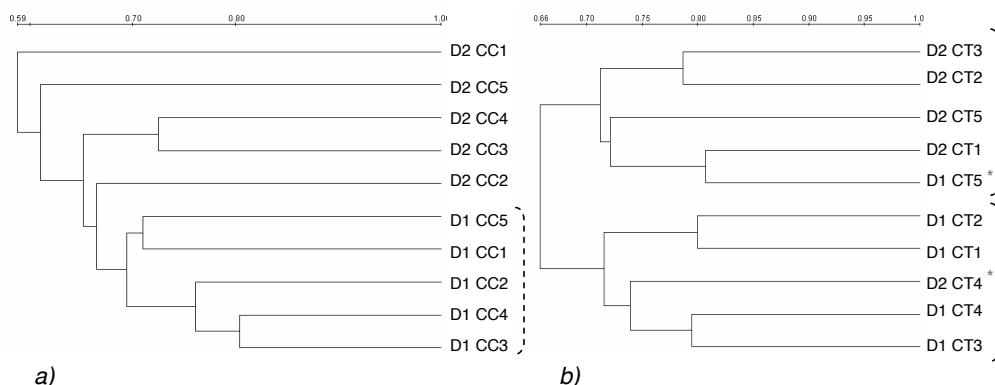 0.59 0.70 0.80 1.0
D2 CC1
D2 CC5
D2 CC4
D2 CC3
D2 CC2
D1 CC5
D1 CC1
D1 CC2
D1 CC4
D1 CC3
a)
0.66 0.70 0.75 0.80 0.85 0.90 0.95 1.0
D2 CT3
D2 CT2
D2 CT5
D2 CT1
D1 CT5 *
D1 CT2
D1 CT1
D2 CT4 *
D1 CT4
D1 CT3
b)